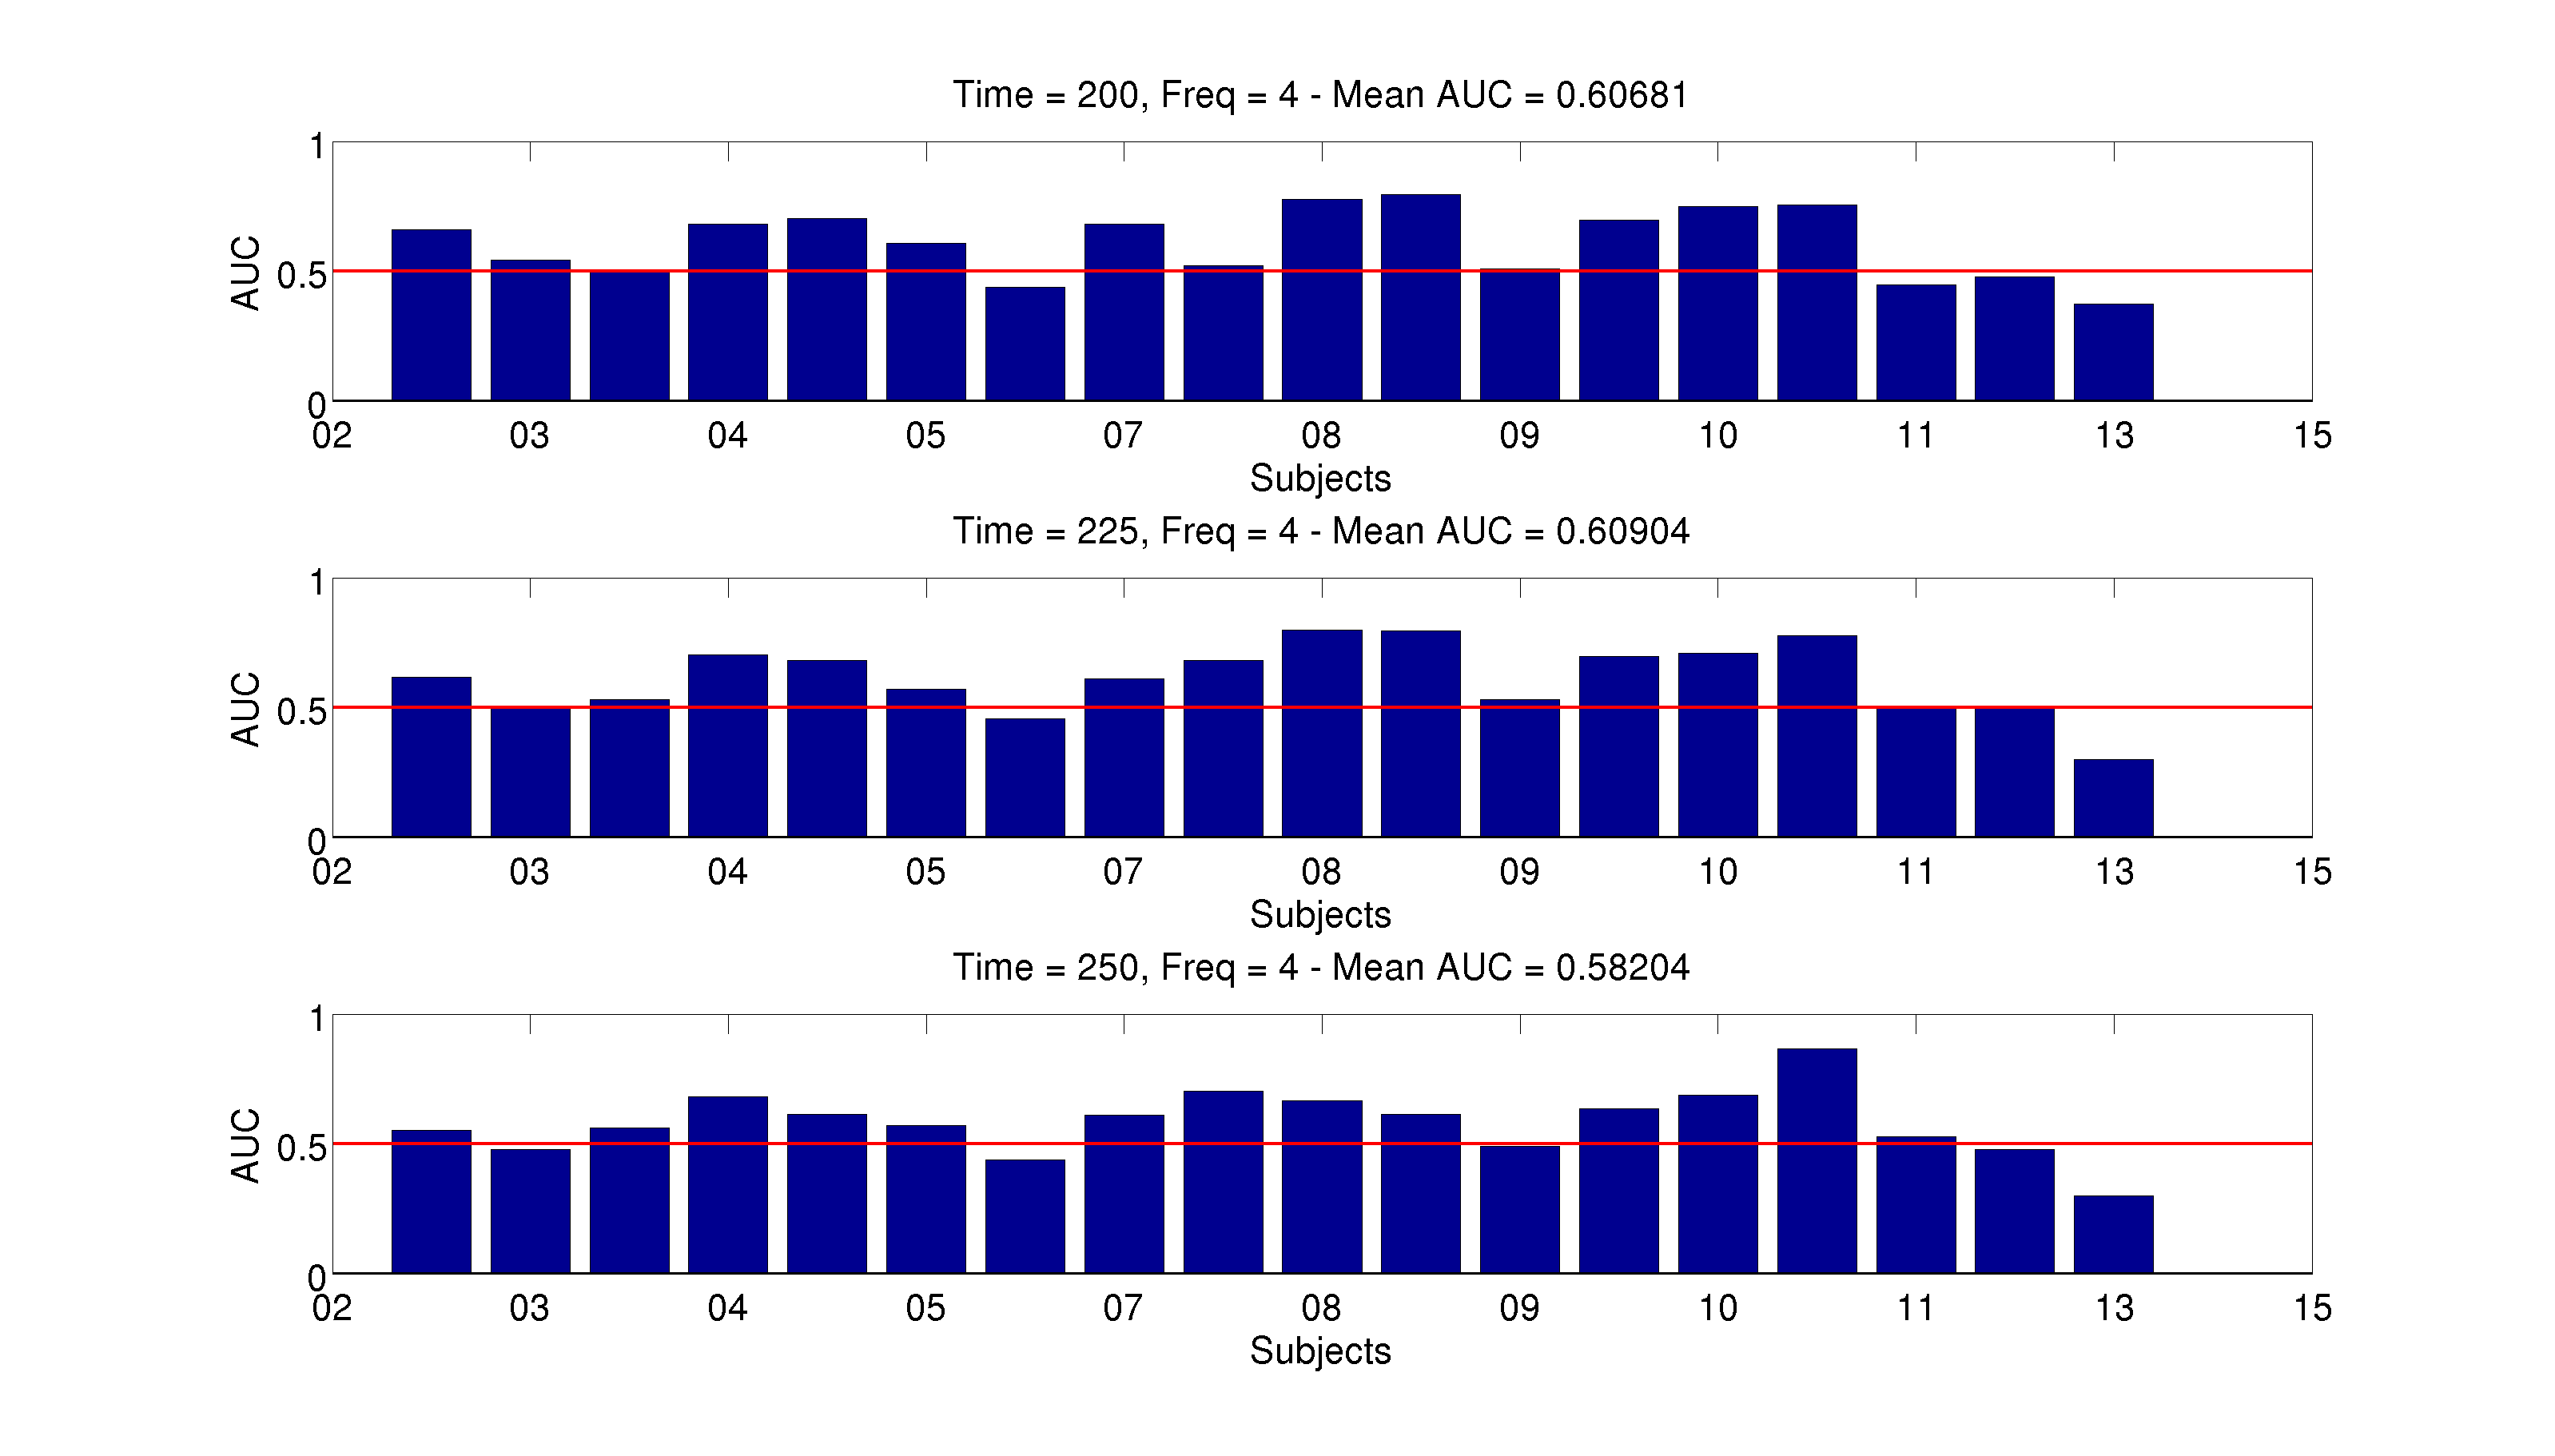 Time = 200, Freq = 4 - Mean AUC = 0.60681
1
0.5
0
AUC
02 03 04 05 07 08 09 10 11 13 15
Subjects
Time = 225, Freq = 4 - Mean AUC = 0.60904
1
0.5
0
AUC
02 03 04 05 07 08 09 10 11 13 15
Subjects
Time = 250, Freq = 4 - Mean AUC = 0.58204
1
0.5
0
AUC
02 03 04 05 07 08 09 10 11 13 15
Subjects